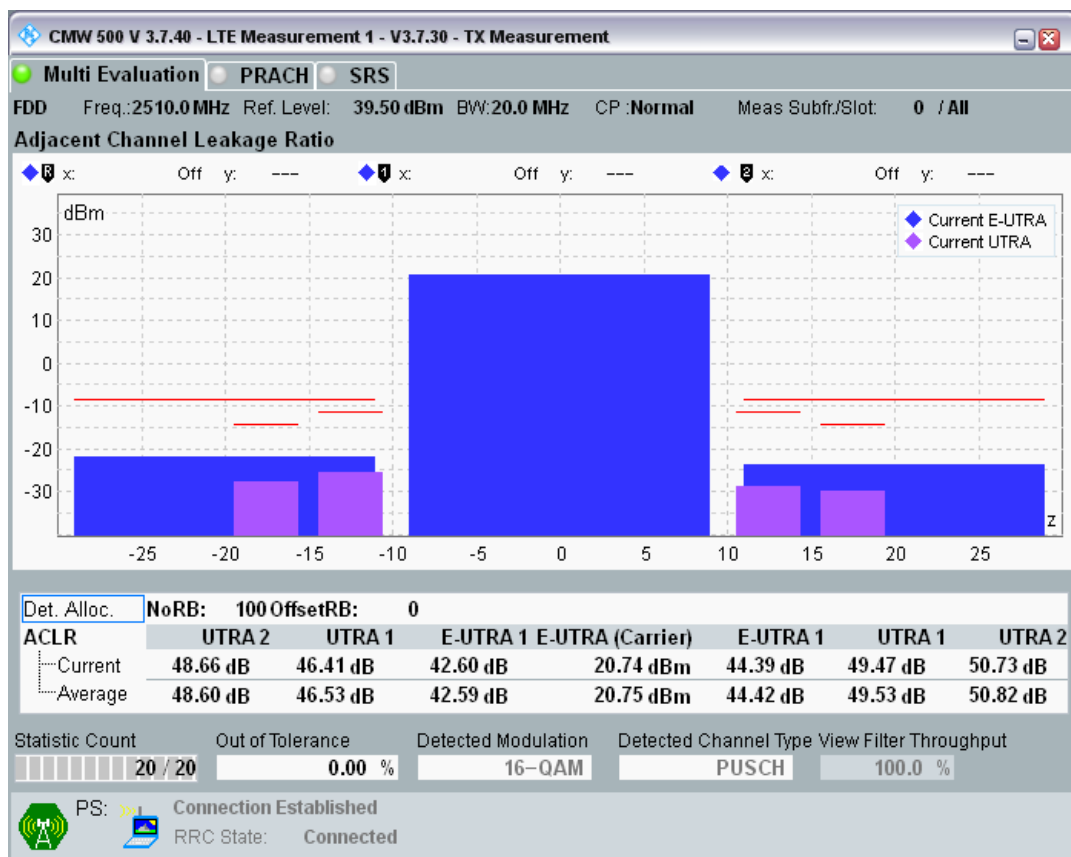 CMW 500 V 3.7.40 - LTE Measurement 1 - V3.7.30 - TX Measurement
Multi Evaluation PRACH SRS
FDD Freq.:2510.0 MHz Ref. Level: 39.50 dBm BW:20.0 MHz CP :Normal Meas Subfr./Slot: 0 / All
Adjacent Channel Leakage Ratio
R x: Off y: --- 1 x: Off y: --- 2 x: Off y: ---
dBm
Current E-UTRA
Current UTRA
30
20
10
0
-10
-20
-30
z
-25 -20 -15 -10 -5 0 5 10 15 20 25
Det. Alloc. NoRB: 100 OffsetRB: 0
ACLR UTRA 2 UTRA 1 E-UTRA 1 E-UTRA (Carrier) E-UTRA 1 UTRA 1 UTRA 2
Current 48.66 dB 46.41 dB 42.60 dB 20.74 dBm 44.39 dB 49.47 dB 50.73 dB
Average 48.60 dB 46.53 dB 42.59 dB 20.75 dBm 44.42 dB 49.53 dB 50.82 dB
Statistic Count Out of Tolerance Detected Modulation Detected Channel Type View Filter Throughput
20 / 20 0.00 % 16-QAM PUSCH 100.0 %
PS: Connection Established
RRC State: Connected